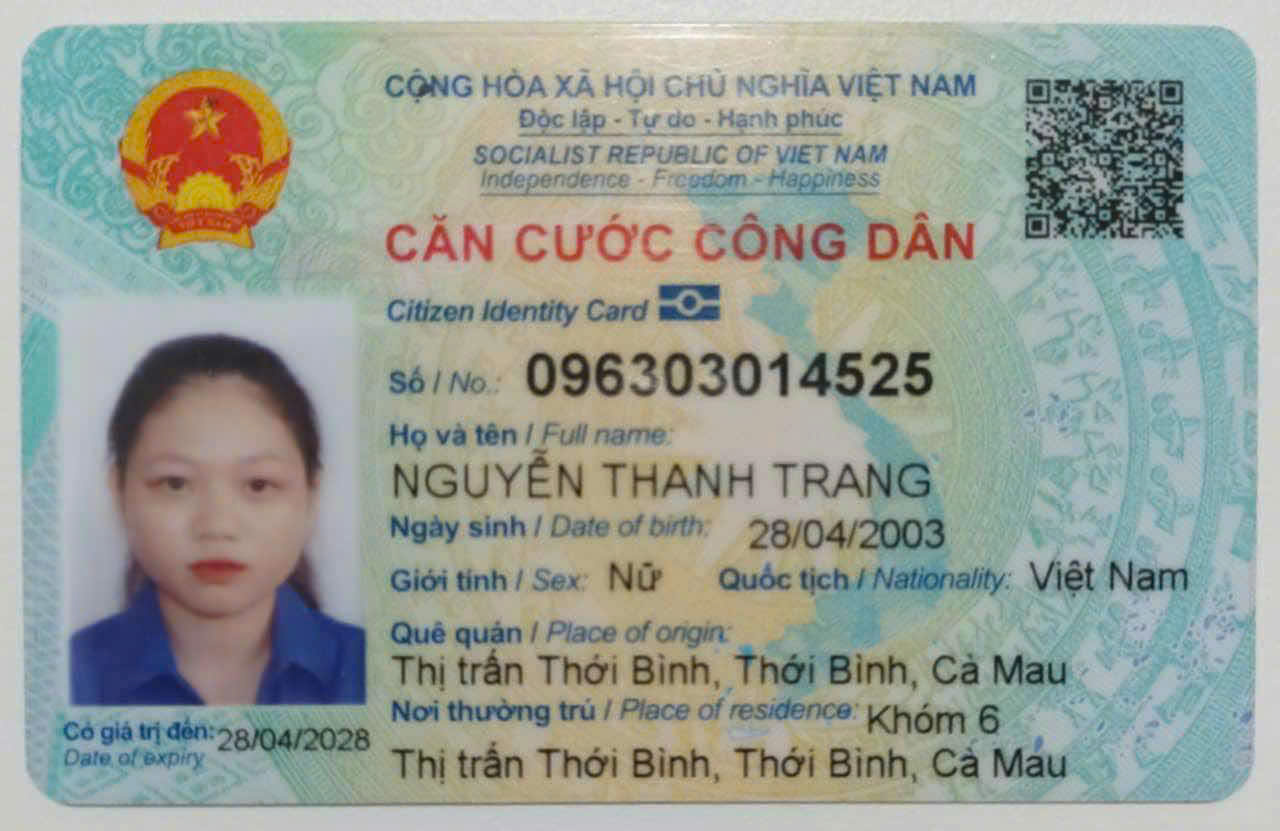 CỘNG HÒA XÃ HỘI CHỦ NGHĨA VIỆT NAM
Độc lập - Tự do - Hạnh phúc
SOCIALIST REPUBLIC OF VIET NAM
Independence - Freedom - Happiness
CĂN CƯỚC CÔNG DÂN
Citizen Identity Card
Số / No.: 096303014525
Họ và tên / Full name:
NGUYỄN THANH TRANG
Ngày sinh / Date of birth: 28/04/2003
Giới tính / Sex: Nữ Quốc tịch / Nationality: Việt Nam
Quê quán / Place of origin:
Thị trấn Thới Bình, Thới Bình, Cà Mau
Nơi thường trú / Place of residence: Khóm 6
Thị trấn Thới Bình, Thới Bình, Cà Mau
Có giá trị đến: 28/04/2028
Date of expiry